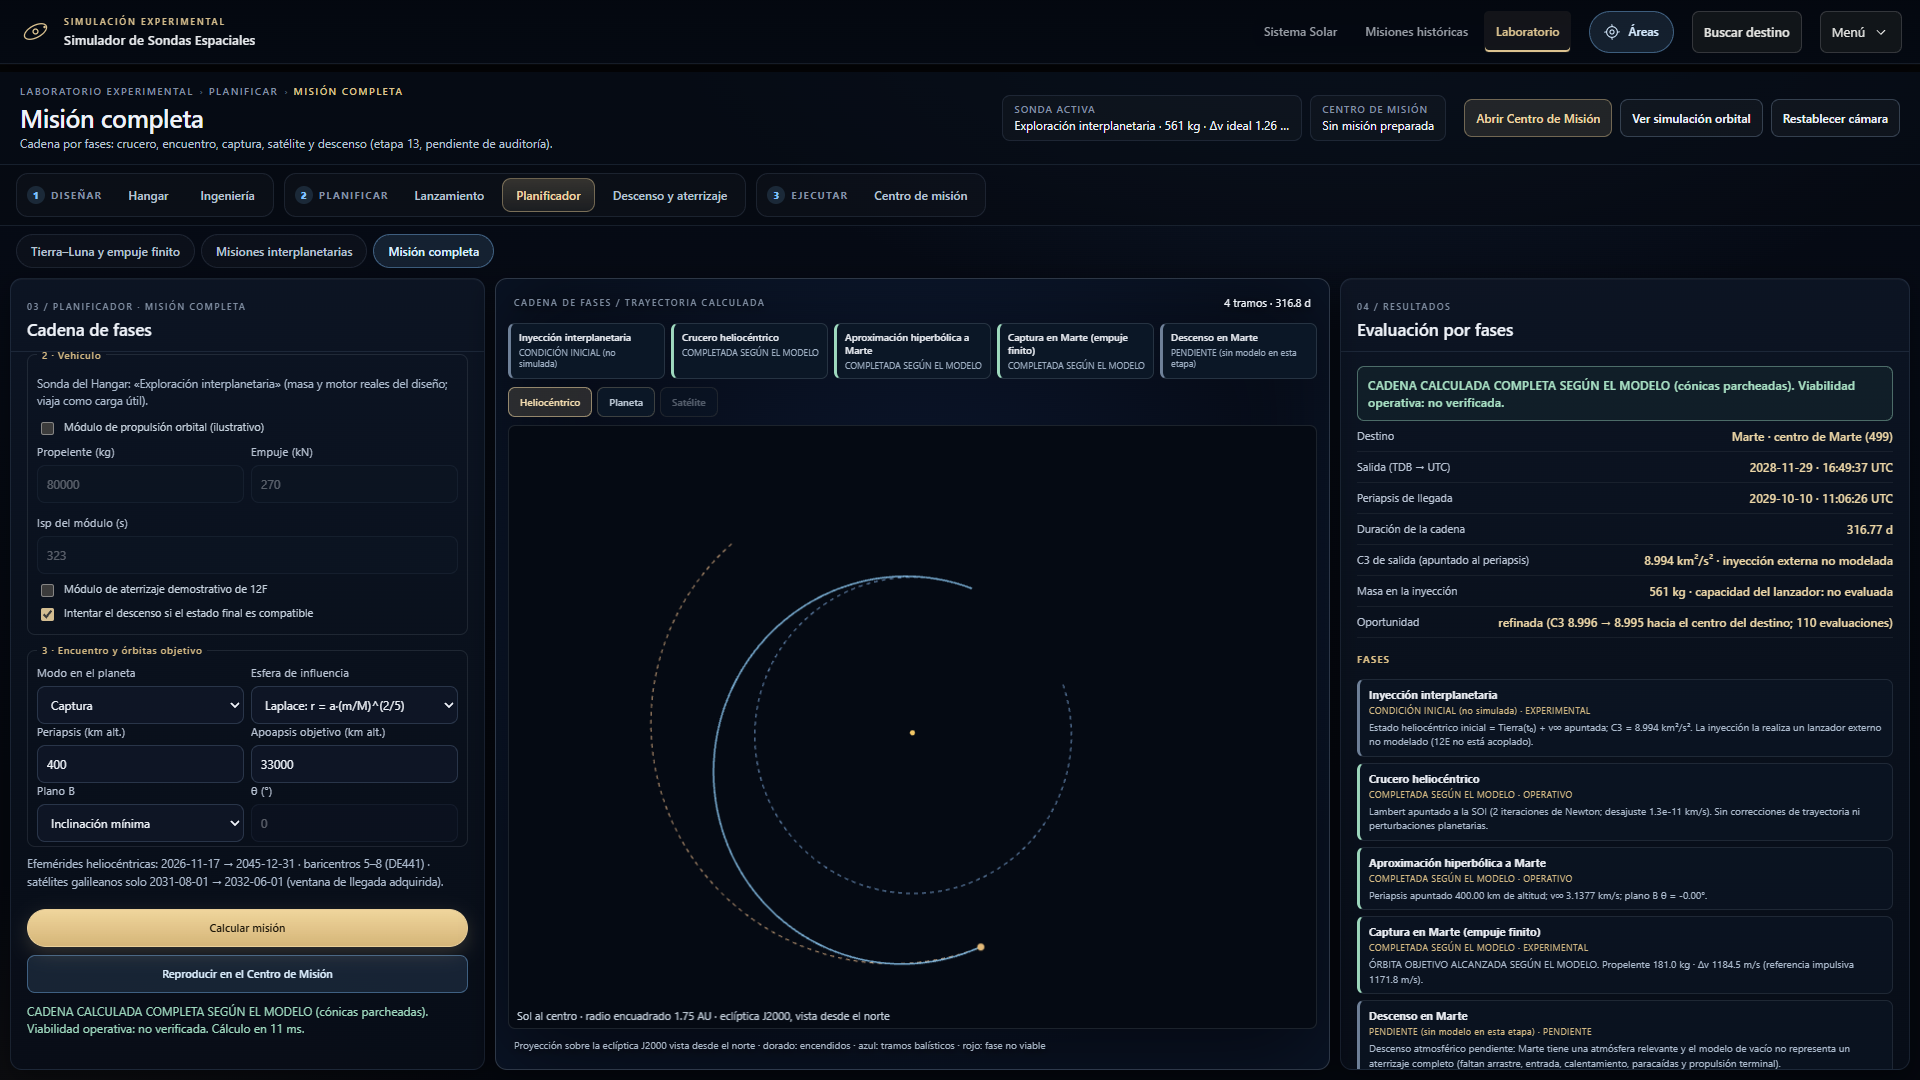 SIMULACIÓN EXPERIMENTAL
Simulador de Sondas Espaciales
Sistema Solar
Misiones históricas
Laboratorio
Áreas
Buscar destino
Menú
LABORATORIO EXPERIMENTAL › PLANIFICAR › MISIÓN COMPLETA
Misión completa
Cadena por fases: crucero, encuentro, captura, satélite y descenso (etapa 13, pendiente de auditoría).
SONDA ACTIVA
Exploración interplanetaria · 561 kg · Δv ideal 1.26 ...
CENTRO DE MISIÓN
Sin misión preparada
Abrir Centro de Misión
Ver simulación orbital
Restablecer cámara
1 DISEÑAR
Hangar
Ingeniería
2 PLANIFICAR
Lanzamiento
Planificador
Descenso y aterrizaje
3 EJECUTAR
Centro de misión
Tierra–Luna y empuje finito
Misiones interplanetarias
Misión completa
03 / PLANIFICADOR · MISIÓN COMPLETA
Cadena de fases
2 · Vehículo
Sonda del Hangar: «Exploración interplanetaria» (masa y motor reales del diseño;
viaja como carga útil).
Módulo de propulsión orbital (ilustrativo)
Propelente (kg)
Empuje (kN)
80000
270
Isp del módulo (s)
323
Módulo de aterrizaje demostrativo de 12F
Intentar el descenso si el estado final es compatible
3 · Encuentro y órbitas objetivo
Modo en el planeta
Esfera de influencia
Captura
Laplace: r = a·(m/M)^(2/5)
Periapsis (km alt.)
Apoapsis objetivo (km alt.)
400
33000
Plano B
θ (°)
Inclinación mínima
0
Efemérides heliocéntricas: 2026-11-17 → 2045-12-31 · baricentros 5–8 (DE441) ·
satélites galileanos solo 2031-08-01 → 2032-06-01 (ventana de llegada adquirida).
Calcular misión
Reproducir en el Centro de Misión
CADENA CALCULADA COMPLETA SEGÚN EL MODELO (cónicas parcheadas).
Viabilidad operativa: no verificada. Cálculo en 11 ms.
CADENA DE FASES / TRAYECTORIA CALCULADA
4 tramos · 316.8 d
Inyección interplanetaria
CONDICIÓN INICIAL (no
simulada)
Crucero heliocéntrico
COMPLETADA SEGÚN EL MODELO
Aproximación hiperbólica a
Marte
COMPLETADA SEGÚN EL MODELO
Captura en Marte (empuje
finito)
COMPLETADA SEGÚN EL MODELO
Descenso en Marte
PENDIENTE (sin modelo en esta
etapa)
Heliocéntrico
Planeta
Satélite
Sol al centro · radio encuadrado 1.75 AU · eclíptica J2000, vista desde el norte
Proyección sobre la eclíptica J2000 vista desde el norte · dorado: encendidos · azul: tramos balísticos · rojo: fase no viable
04 / RESULTADOS
Evaluación por fases
CADENA CALCULADA COMPLETA SEGÚN EL MODELO (cónicas parcheadas). Viabilidad
operativa: no verificada.
Destino
Marte · centro de Marte (499)
Salida (TDB → UTC)
2028-11-29 · 16:49:37 UTC
Periapsis de llegada
2029-10-10 · 11:06:26 UTC
Duración de la cadena
316.77 d
C3 de salida (apuntado al periapsis)
8.994 km²/s² · inyección externa no modelada
Masa en la inyección
561 kg · capacidad del lanzador: no evaluada
Oportunidad
refinada (C3 8.996 → 8.995 hacia el centro del destino; 110 evaluaciones)
FASES
Inyección interplanetaria
CONDICIÓN INICIAL (no simulada) · EXPERIMENTAL
Estado heliocéntrico inicial = Tierra(t₀) + v∞ apuntada; C3 = 8.994 km²/s². La inyección la realiza un lanzador externo
no modelado (12E no está acoplado).
Crucero heliocéntrico
COMPLETADA SEGÚN EL MODELO · OPERATIVO
Lambert apuntado a la SOI (2 iteraciones de Newton; desajuste 1.3e-11 km/s). Sin correcciones de trayectoria ni
perturbaciones planetarias.
Aproximación hiperbólica a Marte
COMPLETADA SEGÚN EL MODELO · OPERATIVO
Periapsis apuntado 400.00 km de altitud; v∞ 3.1377 km/s; plano B θ = -0.00°.
Captura en Marte (empuje finito)
COMPLETADA SEGÚN EL MODELO · EXPERIMENTAL
ÓRBITA OBJETIVO ALCANZADA SEGÚN EL MODELO. Propelente 181.0 kg · Δv 1184.5 m/s (referencia impulsiva
1171.8 m/s).
Descenso en Marte
PENDIENTE (sin modelo en esta etapa) · PENDIENTE
Descenso atmosférico pendiente: Marte tiene una atmósfera relevante y el modelo de vacío no representa un
aterrizaje completo (faltan arrastre, entrada, calentamiento, paracaídas y propulsión terminal).